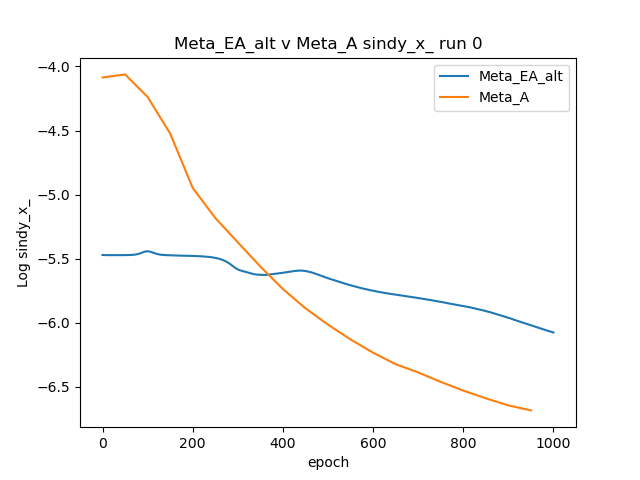 Meta_EA_alt v Meta_A sindy_x_ run 0
Meta_EA_alt
Meta_A
−4.0
−4.5
−5.0
−5.5
−6.0
−6.5
Log sindy_x_
0 200 400 600 800 1000
epoch